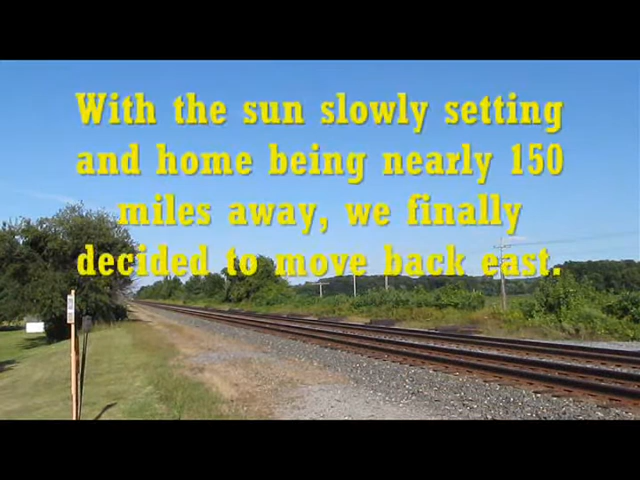 With the sun slowly setting
and home being nearly 150
miles away, we finally
decided to move back east.